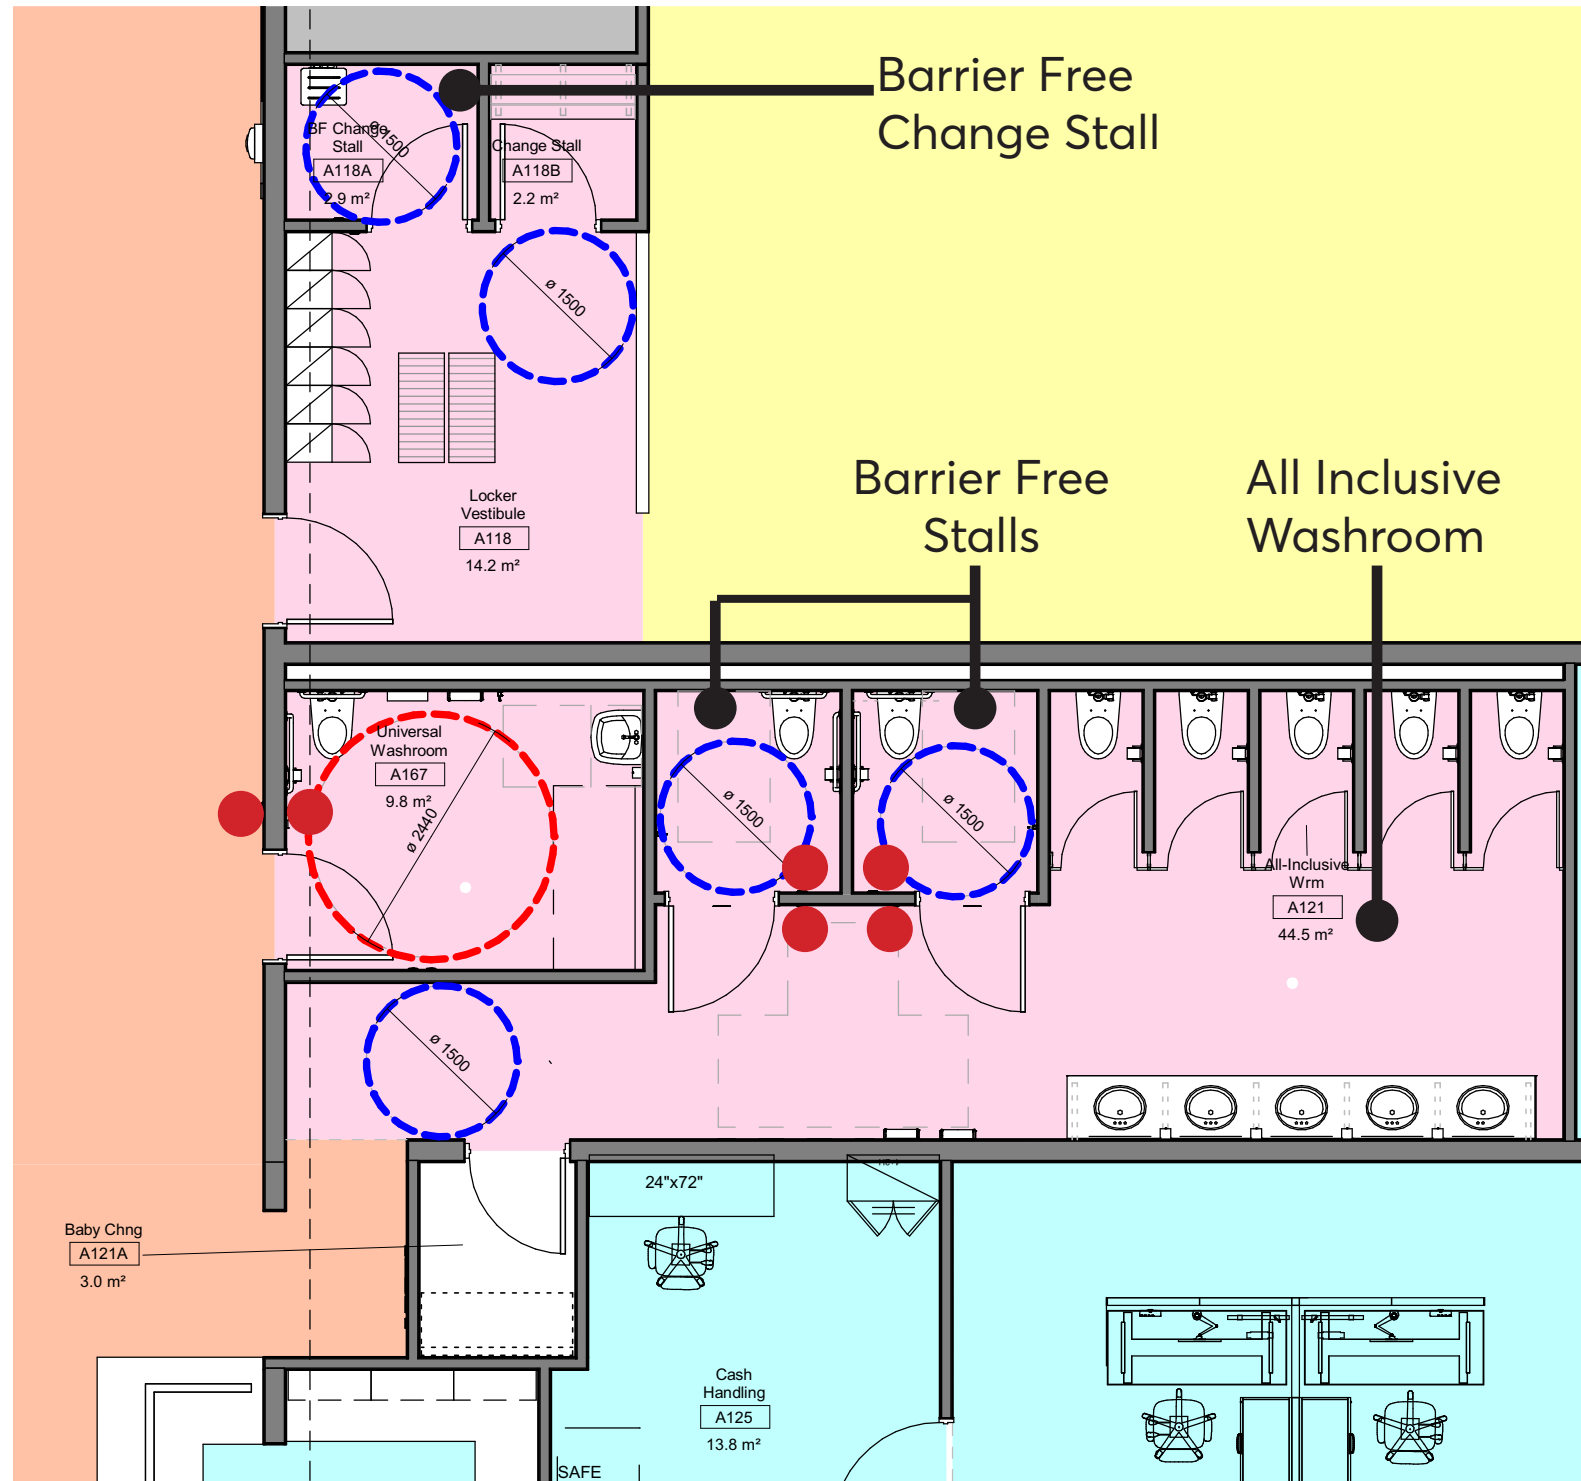 Barrier Free
Change Stall
BF Change
Stall
A118A
2.9 m²
ø 1500
Change Stall
A118B
2.2 m²
ø 1500
Locker
Vestibule
A118
14.2 m²
Barrier Free
Stalls
All Inclusive
Washroom
Universal
Washroom
A167
9.8 m²
ø 2440
ø 1500
ø 1500
All-Inclusive
Wrm
A121
44.5 m²
ø 1500
24"x72"
Baby Chng
A121A
3.0 m²
Cash
Handling
A125
13.8 m²
SAFE